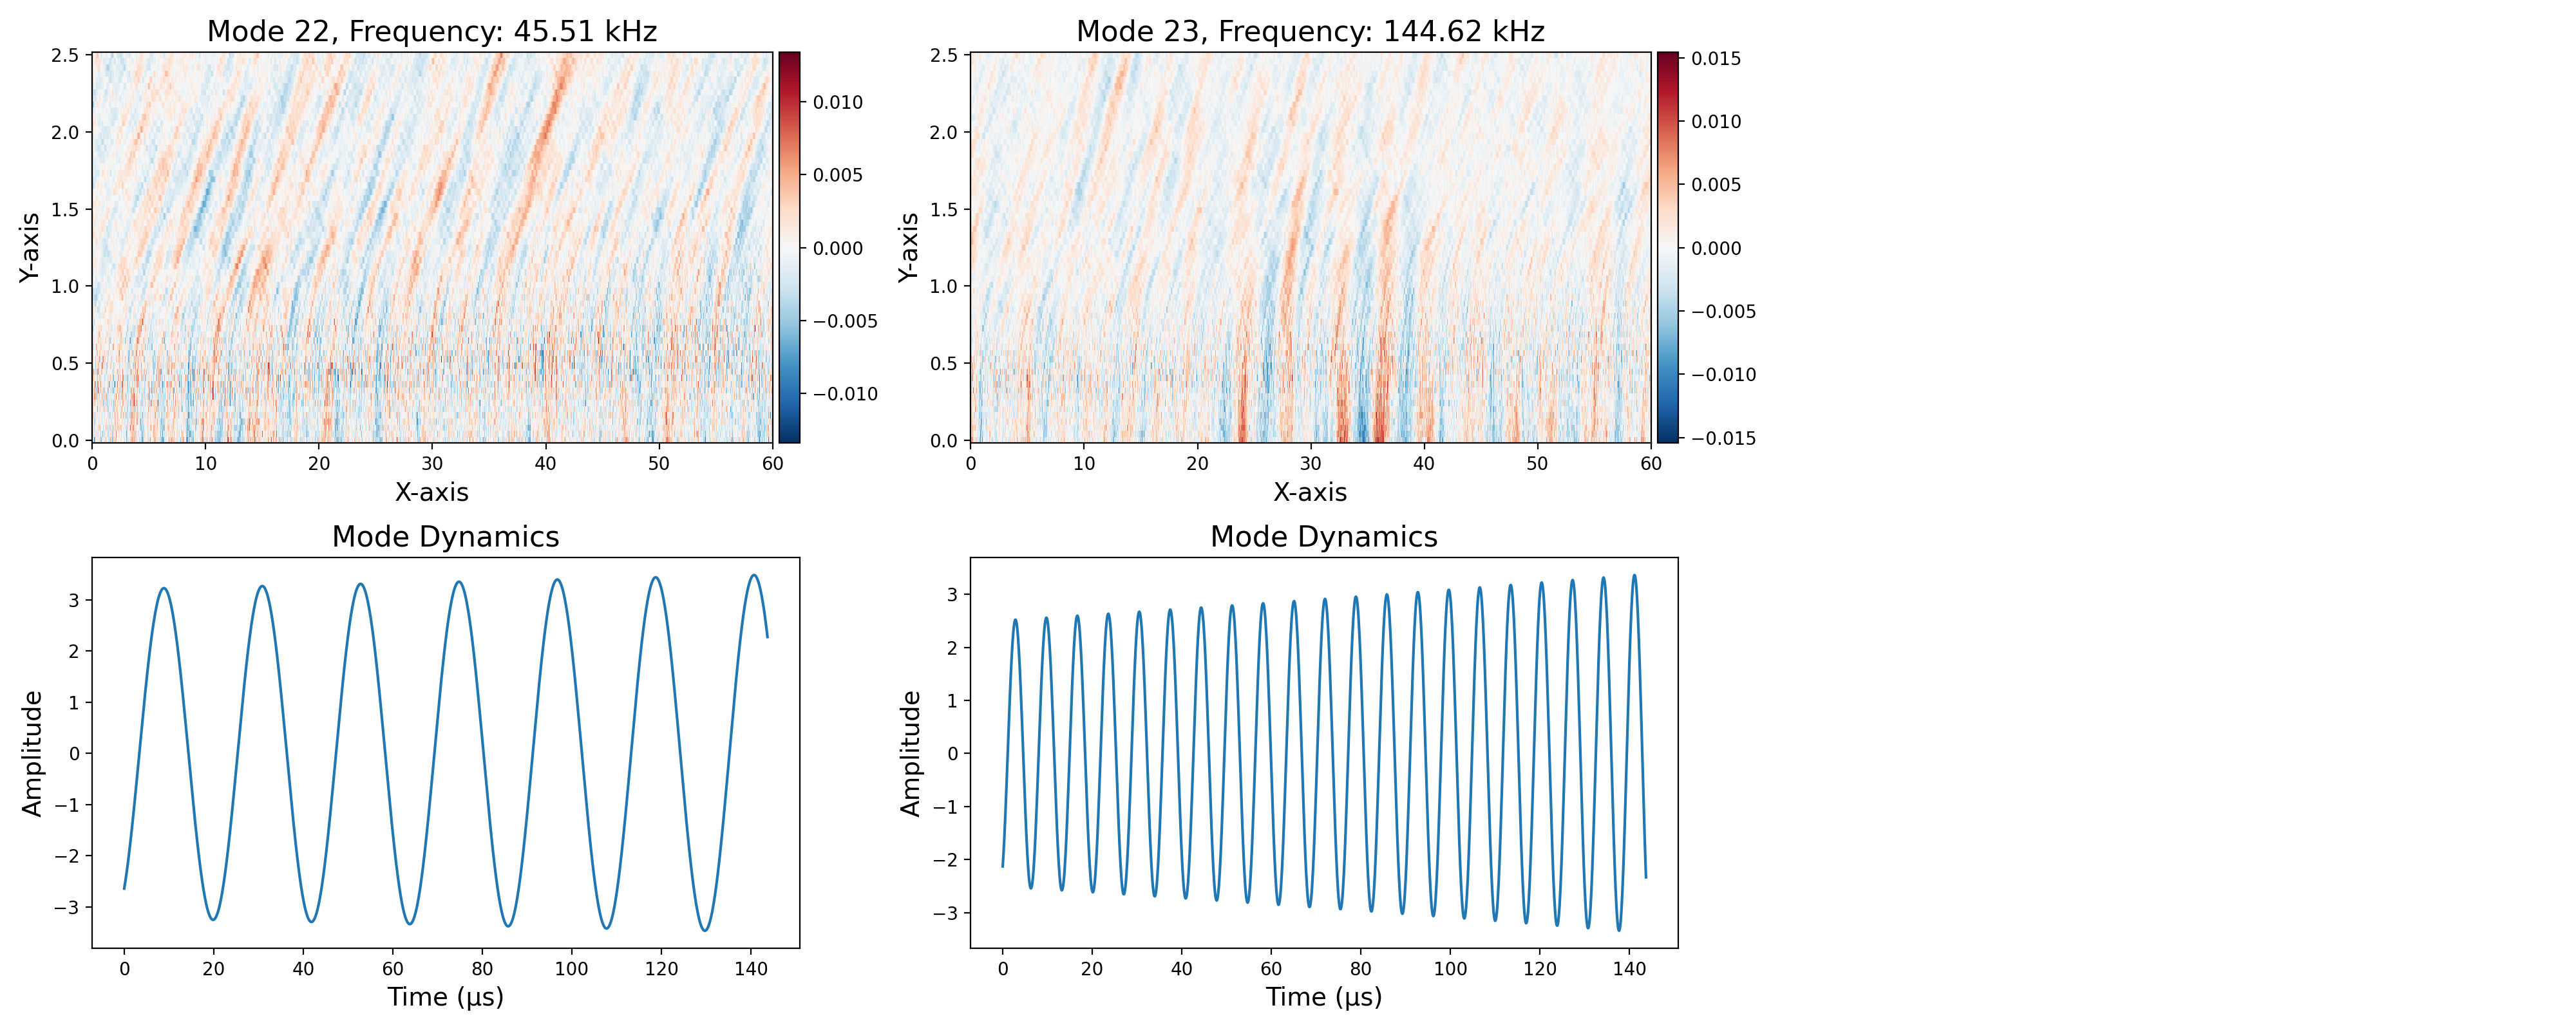 Mode 22, Frequency: 45.51 kHz
2.5
2.0
1.5
1.0
0.5
0.0
Y-axis
0 10 20 30 40 50 60
X-axis
0.010
0.005
0.000
−0.005
−0.010
Mode 23, Frequency: 144.62 kHz
2.5
2.0
1.5
1.0
0.5
0.0
Y-axis
0 10 20 30 40 50 60
X-axis
0.015
0.010
0.005
0.000
−0.005
−0.010
−0.015
Mode Dynamics
3
2
1
0
−1
−2
−3
Amplitude
0 20 40 60 80 100 120 140
Time (µs)
Mode Dynamics
3
2
1
0
−1
−2
−3
Amplitude
0 20 40 60 80 100 120 140
Time (µs)